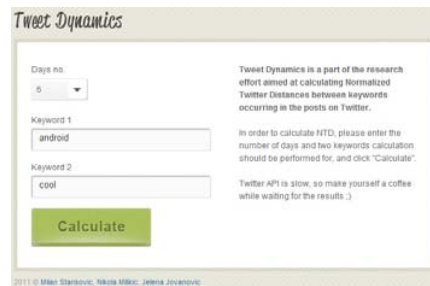 Tweet Dynamics
Days no.
6
Keyword 1
android
Keyword 2
cool
Calculate
Tweet Dynamics is a part of the research
effort aimed at calculating Normalized
Twitter Distances between keywords
occurring in the posts on Twitter.
In order to calculate NTD, please enter the
number of days and two keywords calculation
should be performed for, and click "Calculate".
Twitter API is slow, so make yourself a coffee
while waiting for the results ;)
2011 © Milan Stankovic, Nikola Milikic, Jelena Jovanovic